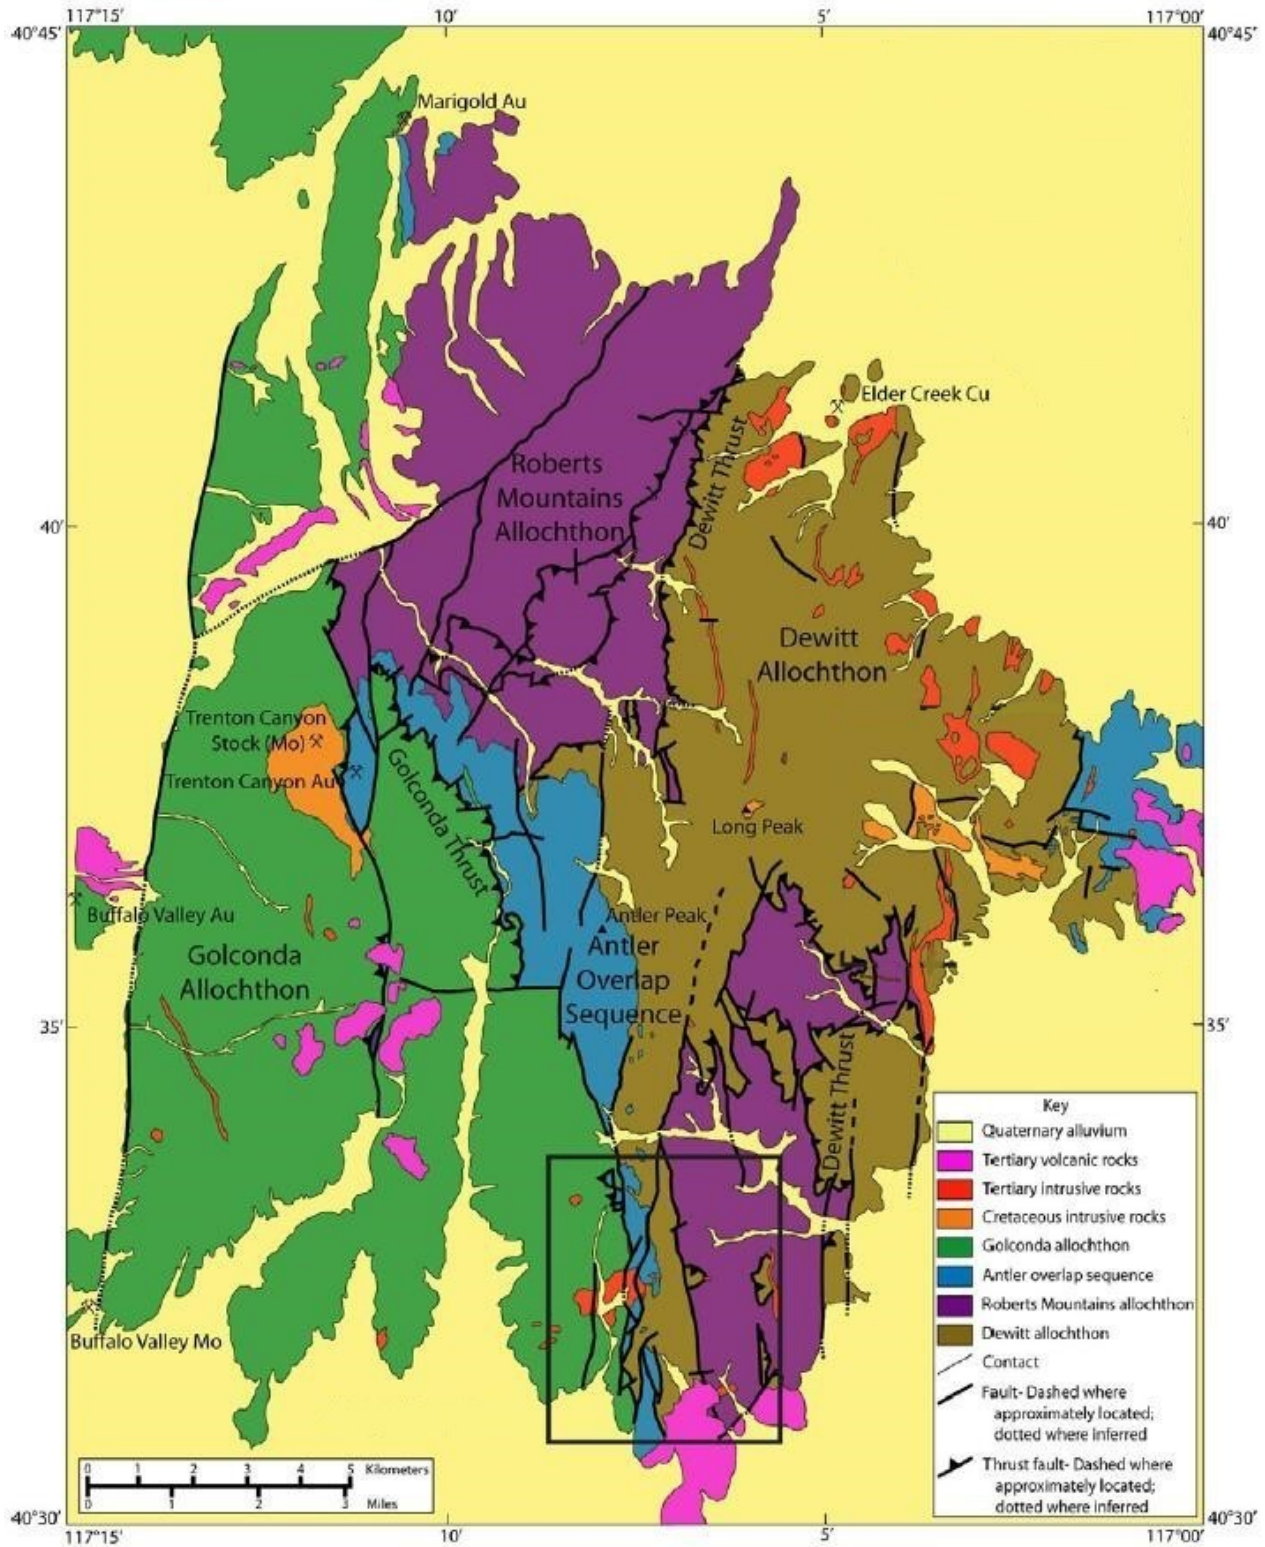 117°15′ 10′ 5′ 117°00′
40°45′ 40°45′
Marigold Au
Elder Creek Cu
Dewitt Thrust
Roberts
Mountains
Allochthon
40′ 40′
Dewitt
Allochthon
Trenton Canyon
Stock (Mo)
Trenton Canyon Au
Golconda Thrust
Long Peak
Buffalo Valley Au
Antler Peak
Golconda
Allochthon
Antler
Overlap
Sequence
35′ 35′
Dewitt Thrust
Buffalo Valley Mo
Key
Quaternary alluvium
Tertiary volcanic rocks
Tertiary intrusive rocks
Cretaceous intrusive rocks
Golconda allochthon
Antler overlap sequence
Roberts Mountains allochthon
Dewitt allochthon
Contact
Fault- Dashed where
approximately located;
dotted where inferred
Thrust fault- Dashed where
approximately located;
dotted where inferred
0 1 2 3 4 5 Kilometers
0 1 2 3 Miles
40°30′ 40°30′
117°15′ 10′ 5′ 117°00′